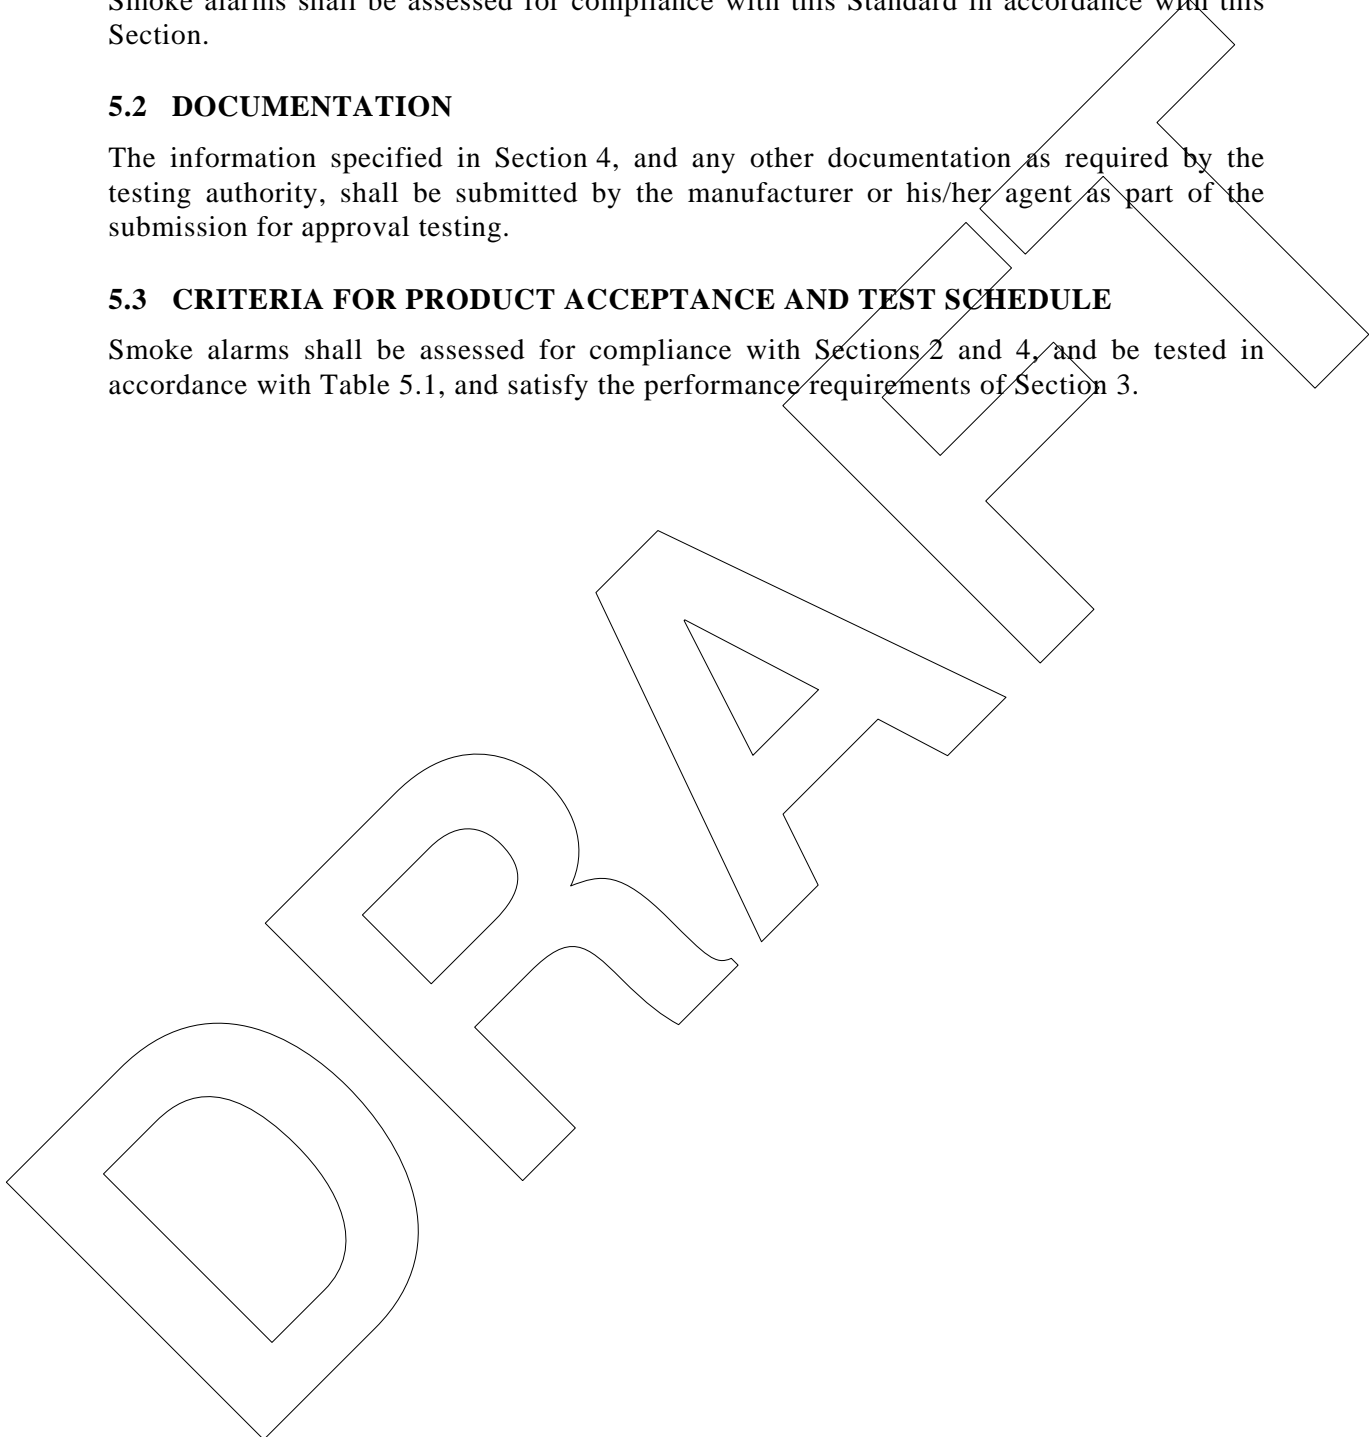 Smoke alarms shall be assessed for compliance with this Standard in accordance with this
Section.
5.2 DOCUMENTATION
The information specified in Section 4, and any other documentation as required by the
testing authority, shall be submitted by the manufacturer or his/her agent as part of the
submission for approval testing.
5.3 CRITERIA FOR PRODUCT ACCEPTANCE AND TEST SCHEDULE
Smoke alarms shall be assessed for compliance with Sections 2 and 4, and be tested in
accordance with Table 5.1, and satisfy the performance requirements of Section 3.
DRAFT